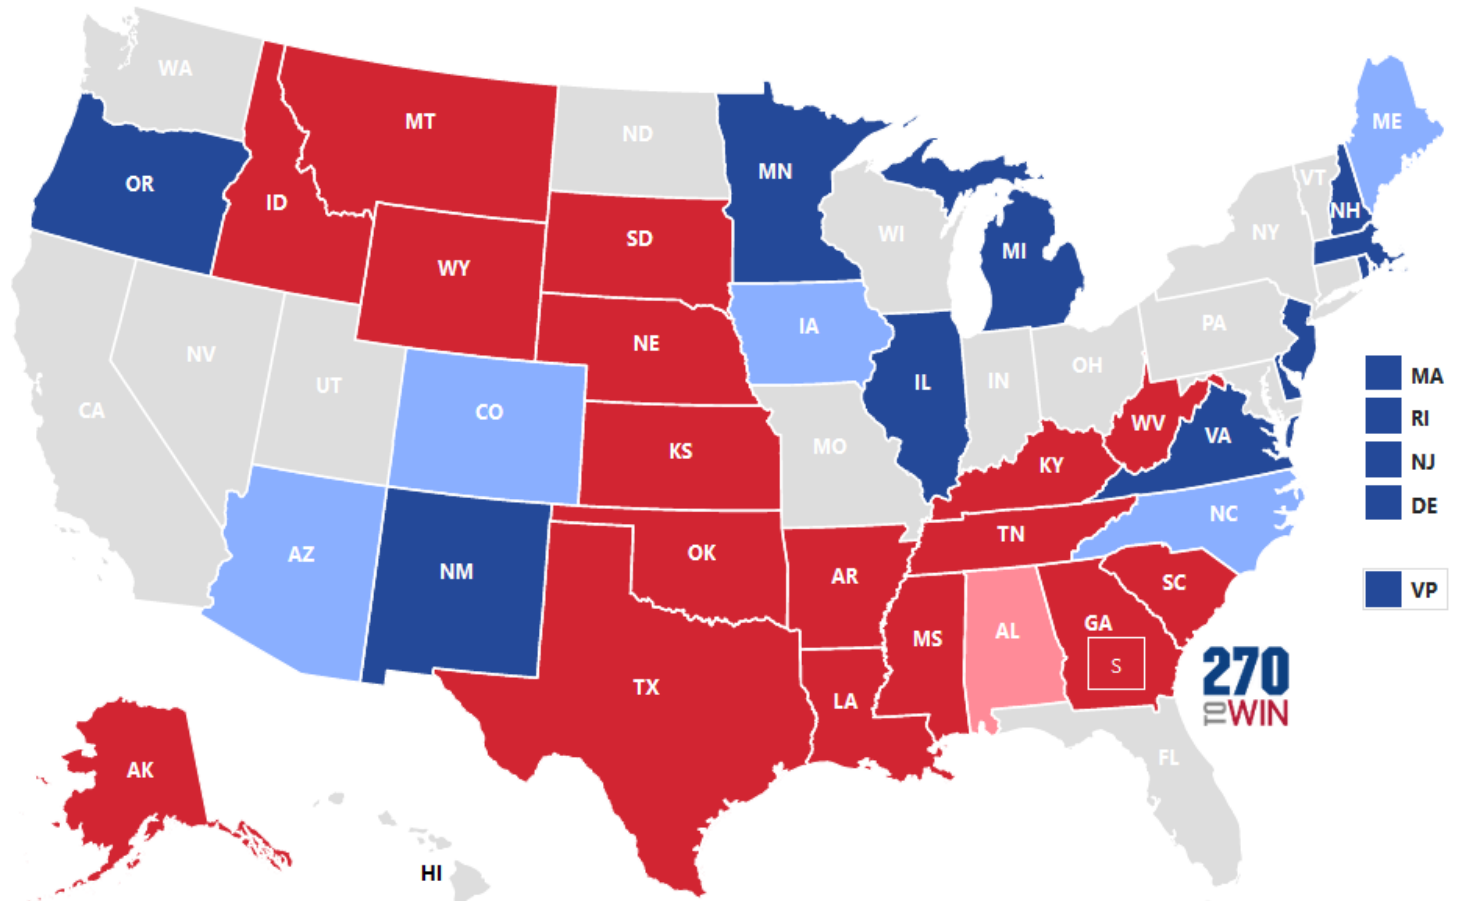 WA
MT
ND
MN
ME
OR
ID
SD
WI
MI
VT
NH
NY
WY
NE
IA
PA
NV
UT
CO
IL
IN
OH
MA
CA
KS
MO
KY
WV
VA
RI
NJ
DE
AZ
NM
OK
AR
TN
NC
VP
TX
LA
MS
AL
GA
SC
S
270
TO
WIN
FL
AK
HI